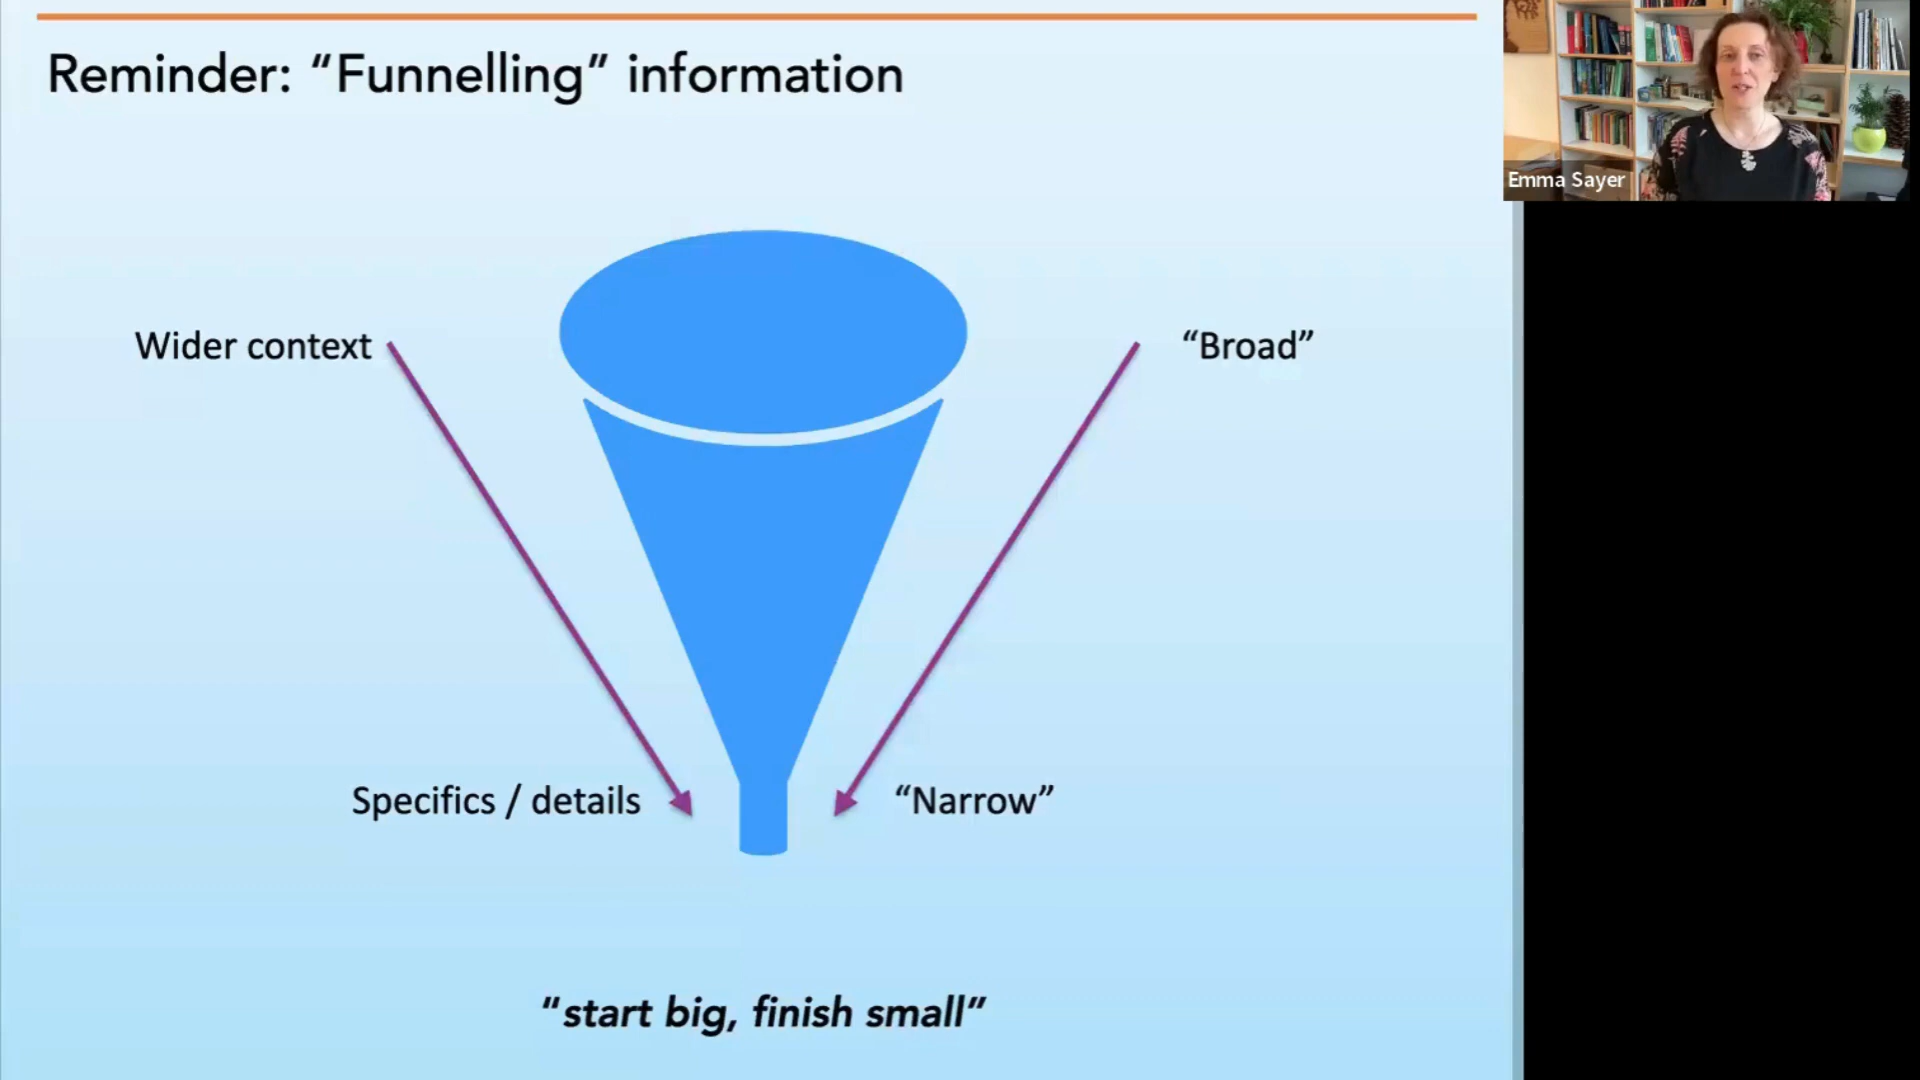 Reminder: “Funnelling” information
Emma Sayer
Wider context
“Broad”
Specifics / details
“Narrow”
“start big, finish small”